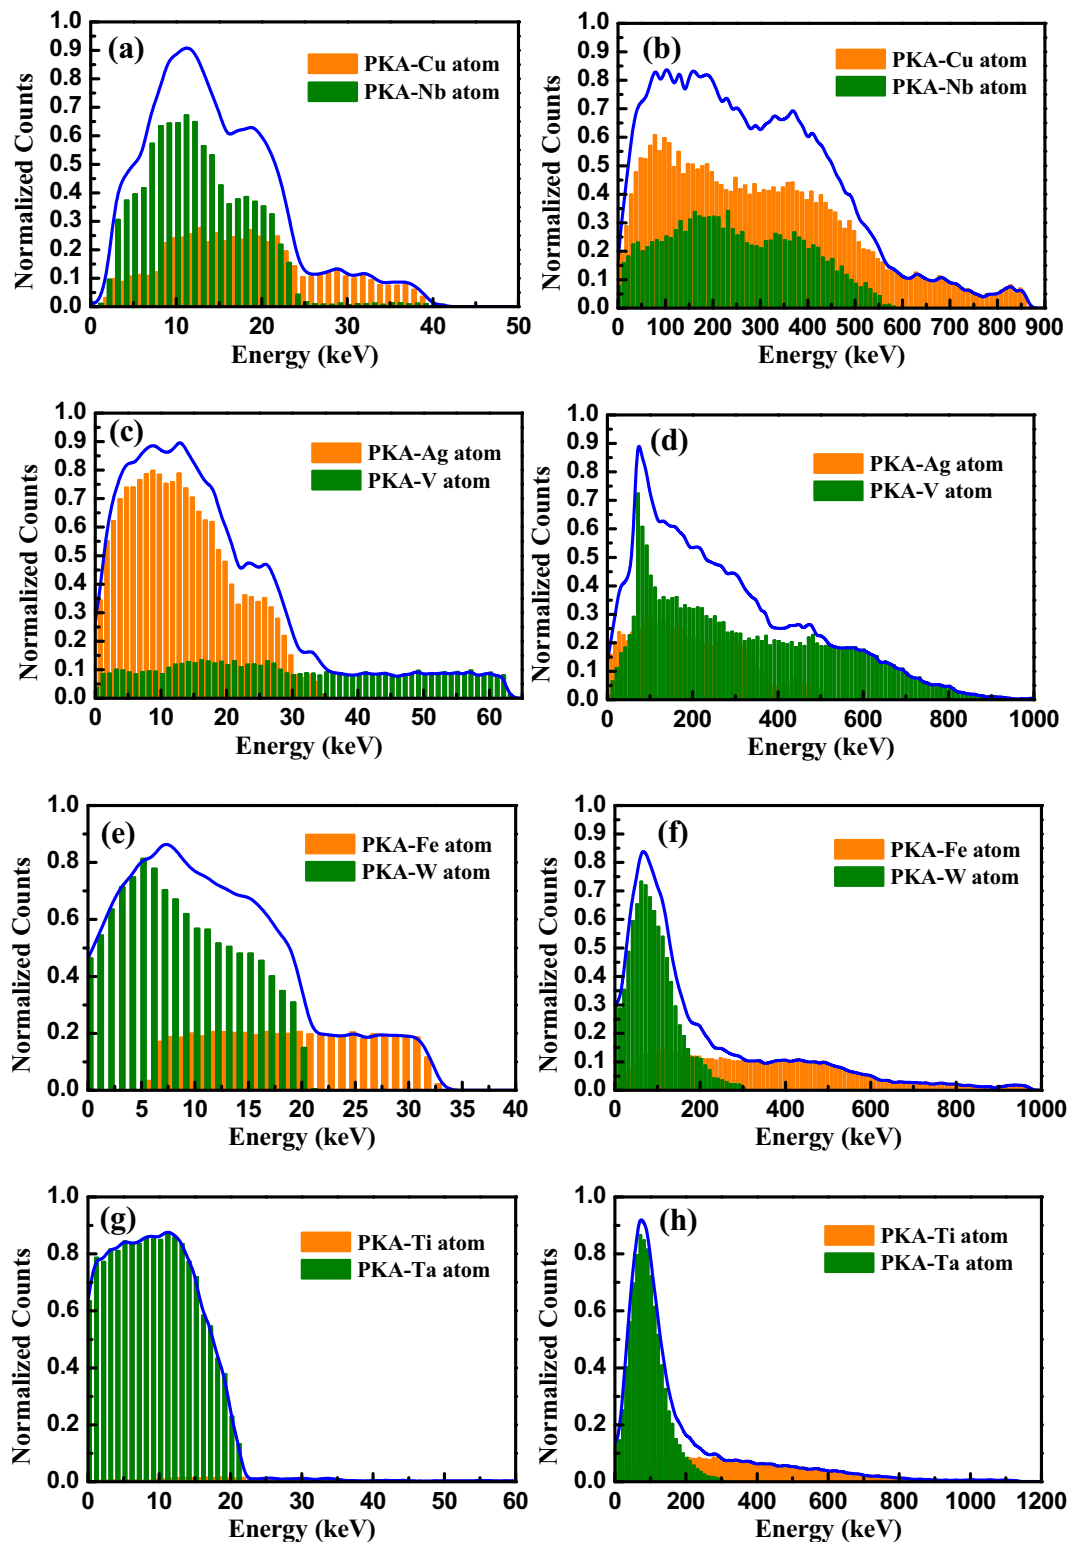 (a)
PKA-Cu atom
PKA-Nb atom
Normalized Counts
1.0
0.9
0.8
0.7
0.6
0.5
0.4
0.3
0.2
0.1
0.0
0 10 20 30 40 50
Energy (keV)
(b)
PKA-Cu atom
PKA-Nb atom
Normalized Counts
1.0
0.9
0.8
0.7
0.6
0.5
0.4
0.3
0.2
0.1
0.0
0 100 200 300 400 500 600 700 800 900
Energy (keV)
(c)
PKA-Ag atom
PKA-V atom
Normalized Counts
1.0
0.9
0.8
0.7
0.6
0.5
0.4
0.3
0.2
0.1
0.0
0 10 20 30 40 50 60
Energy (keV)
(d)
PKA-Ag atom
PKA-V atom
Normalized Counts
1.0
0.9
0.8
0.7
0.6
0.5
0.4
0.3
0.2
0.1
0.0
0 200 400 600 800 1000
Energy (keV)
(e)
PKA-Fe atom
PKA-W atom
Normalized Counts
1.0
0.8
0.6
0.4
0.2
0.0
0 5 10 15 20 25 30 35 40
Energy (keV)
(f)
PKA-Fe atom
PKA-W atom
Normalized Counts
1.0
0.9
0.8
0.7
0.6
0.5
0.4
0.3
0.2
0.1
0.0
0 200 400 600 800 1000
Energy (keV)
(g)
PKA-Ti atom
PKA-Ta atom
Normalized Counts
1.0
0.8
0.6
0.4
0.2
0.0
0 10 20 30 40 50 60
Energy (keV)
(h)
PKA-Ti atom
PKA-Ta atom
Normalized Counts
1.0
0.8
0.6
0.4
0.2
0.0
0 200 400 600 800 1000 1200
Energy (keV)